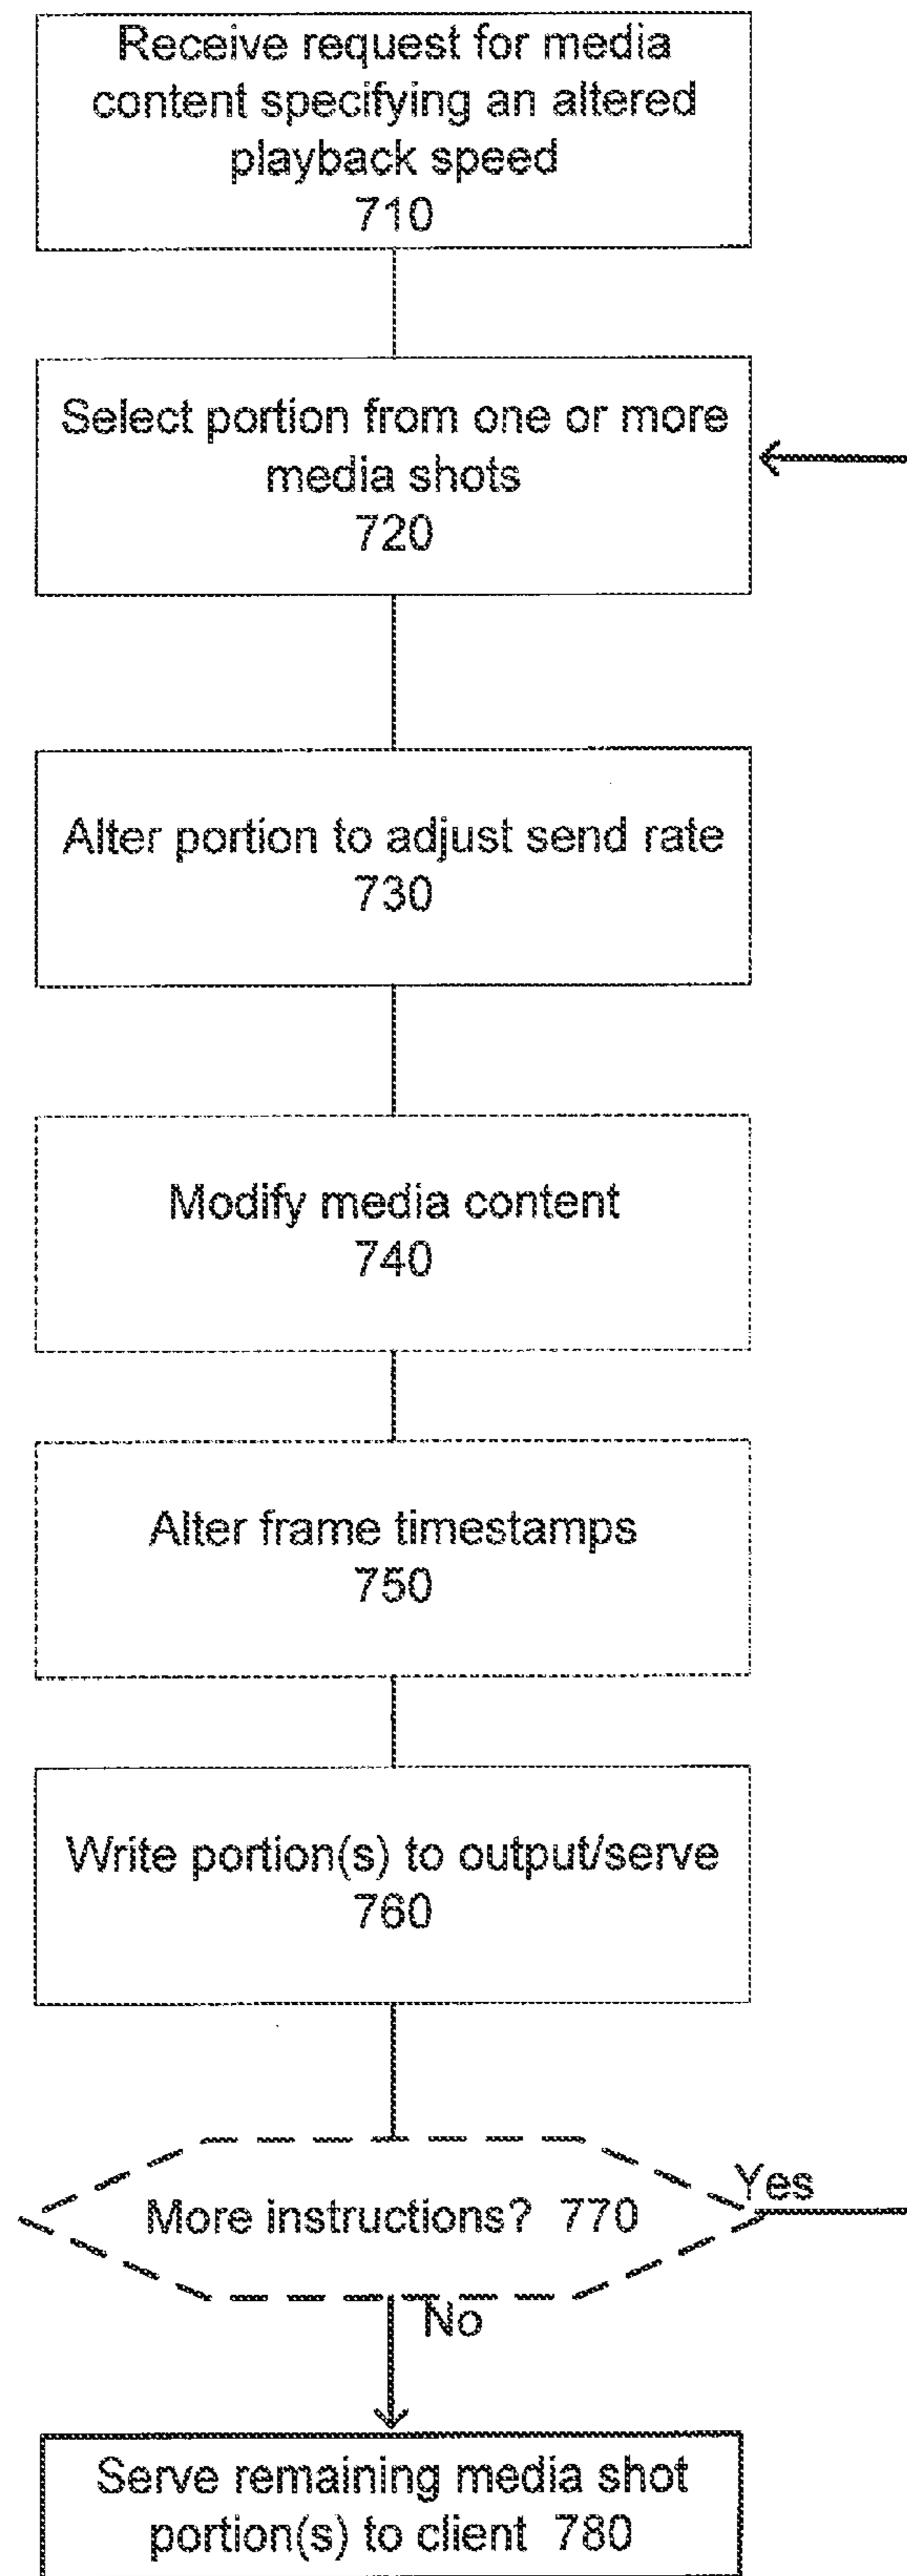 Receive request for media
content specifying an altered
playback speed
710
Select portion from one or more
media shots
720
Alter portion to adjust send rate
730
Modify media content
740
Alter frame timestamps
750
Write portion(s) to output/serve
760
More instructions? 770
Yes
No
Serve remaining media shot
portion(s) to client 780